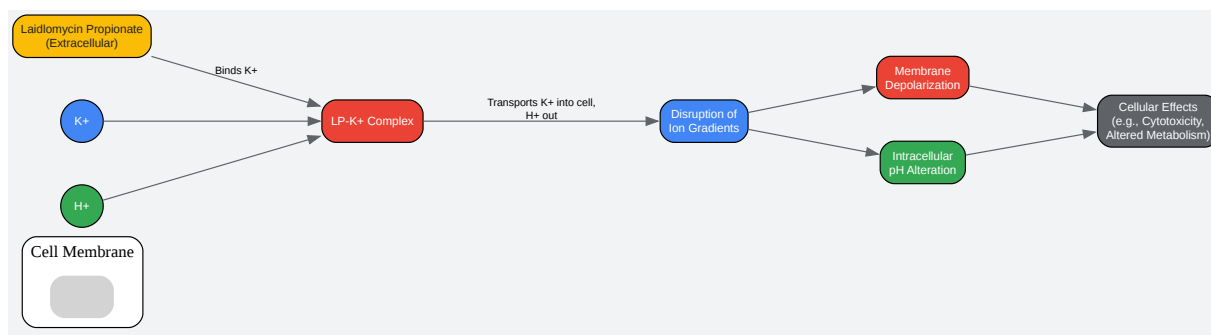 Laidlomycin Propionate
(Extracellular)
Binds K+
K+
LP-K+ Complex
Transports K+ into cell,
H+ out
Disruption of
Ion Gradients
Membrane
Depolarization
Intracellular
pH Alteration
Cellular Effects
(e.g., Cytotoxicity,
Altered Metabolism)
H+
Cell Membrane